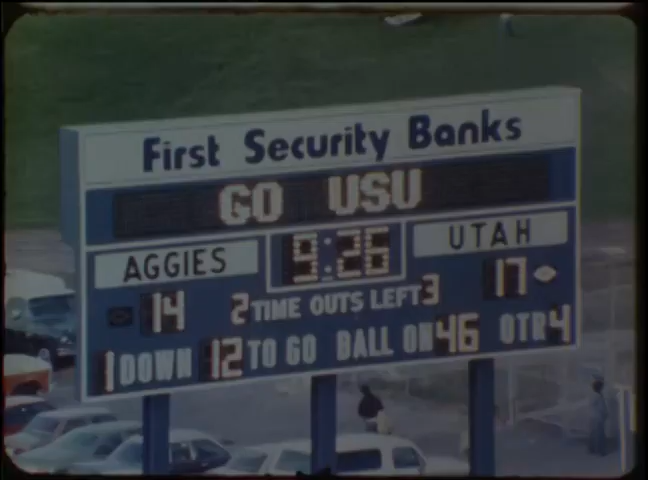 First Security Banks
GO USU
AGGIES 9:26 UTAH
14 2 TIME OUTS LEFT 3 17
1 DOWN 12 TO GO BALL ON 46 QTR 4